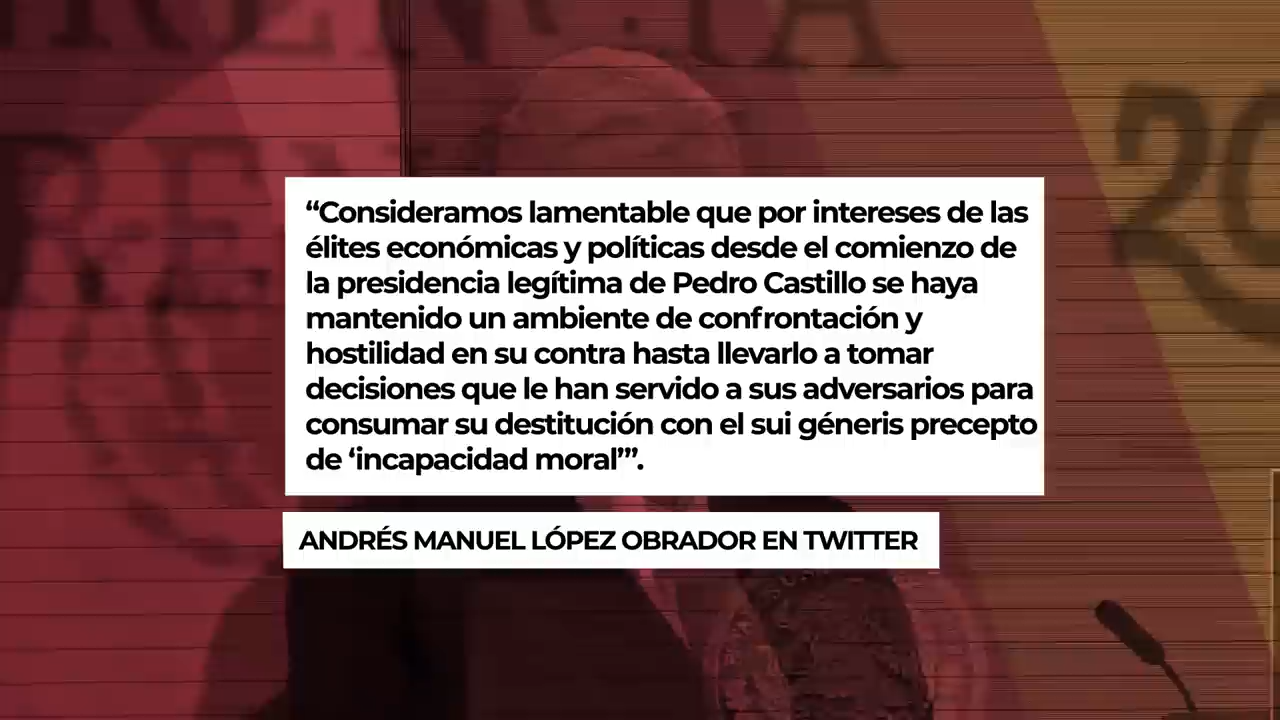 “Consideramos lamentable que por intereses de las
élites económicas y políticas desde el comienzo de
la presidencia legítima de Pedro Castillo se haya
mantenido un ambiente de confrontación y
hostilidad en su contra hasta llevarlo a tomar
decisiones que le han servido a sus adversarios para
consumar su destitución con el sui géneris precepto
de ‘incapacidad moral’”.
ANDRÉS MANUEL LÓPEZ OBRADOR EN TWITTER